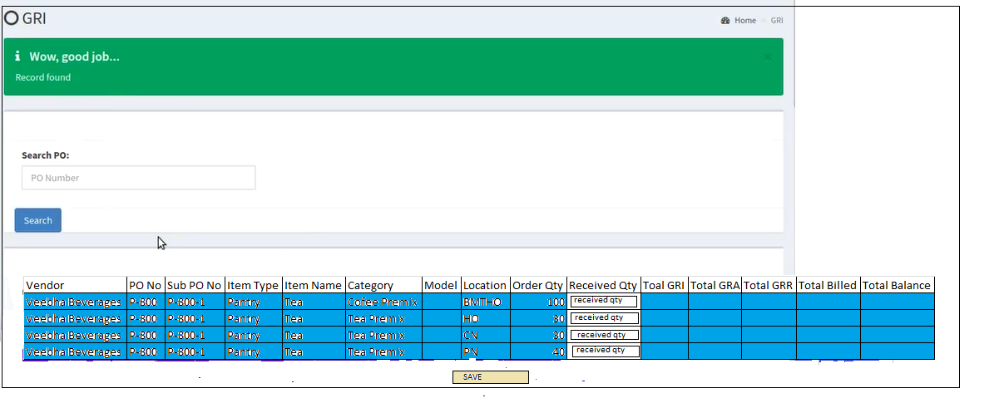 GRI
Home GRI
Wow, good job...
×
Record found
Search PO:
PO Number
Search
Vendor PO No Sub PO No Item Type Item Name Category Model Location Order Qty Received Qty Toal GRI Total GRA Total GRR Total Billed Total Balance
Veebha Beverages P-800 P-800-1 Pantry Tea Cofee Premix BMTHO 100 received qty
Veebha Beverages P-800 P-800-1 Pantry Tea Tea Premix HO 30 received qty
Veebha Beverages P-800 P-800-1 Pantry Tea Tea Premix CN 30 received qty
Veebha Beverages P-800 P-800-1 Pantry Tea Tea Premix PN 40 received qty
SAVE